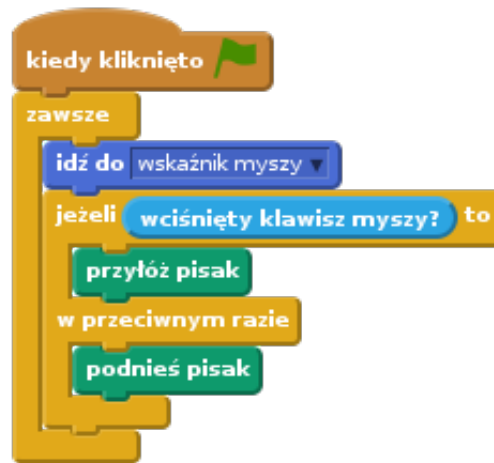 kiedy kliknięto
zawsze
idź do wskaźnik myszy
jeżeli wciśnięty klawisz myszy? to
przyłóż pisak
w przeciwnym razie
podnieś pisak